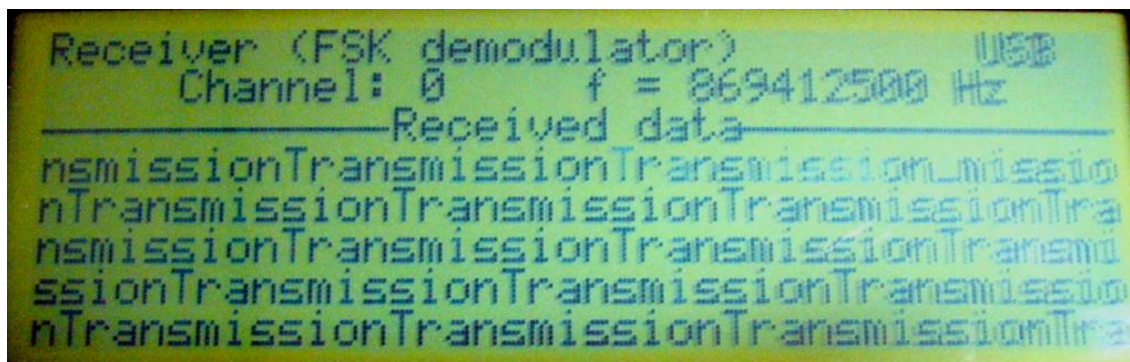 Receiver (FSK demodulator) USB
Channel: 0 f = 869412500 Hz
Received data
nsmissionTransmissionTransmission_missio
nTransmissionTransmissionTransmissionTra
nsmissionTransmissionTransmissionTransmi
ssionTransmissionTransmissionTransmissio
nTransmissionTransmissionTransmissionTra